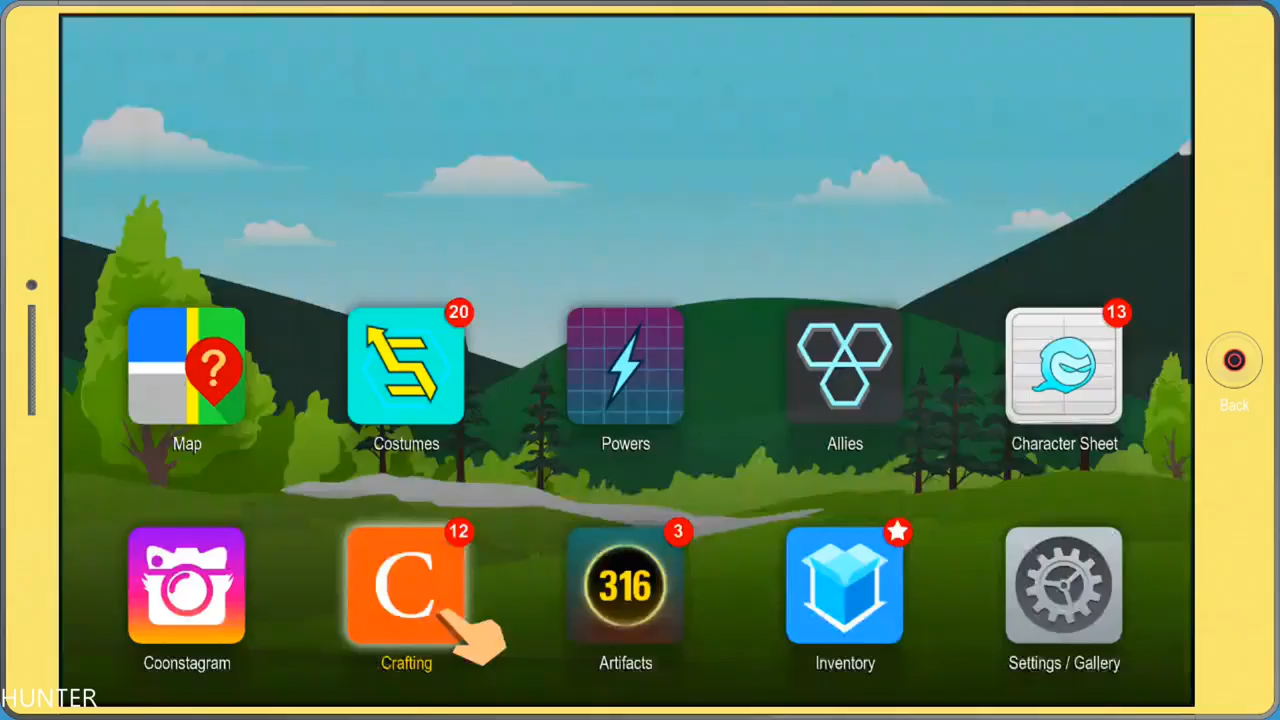 20
13
?
Map
Costumes
Powers
Allies
Character Sheet
Back
12
3
C
316
Coonstagram
Crafting
Artifacts
Inventory
Settings / Gallery
HUNTER